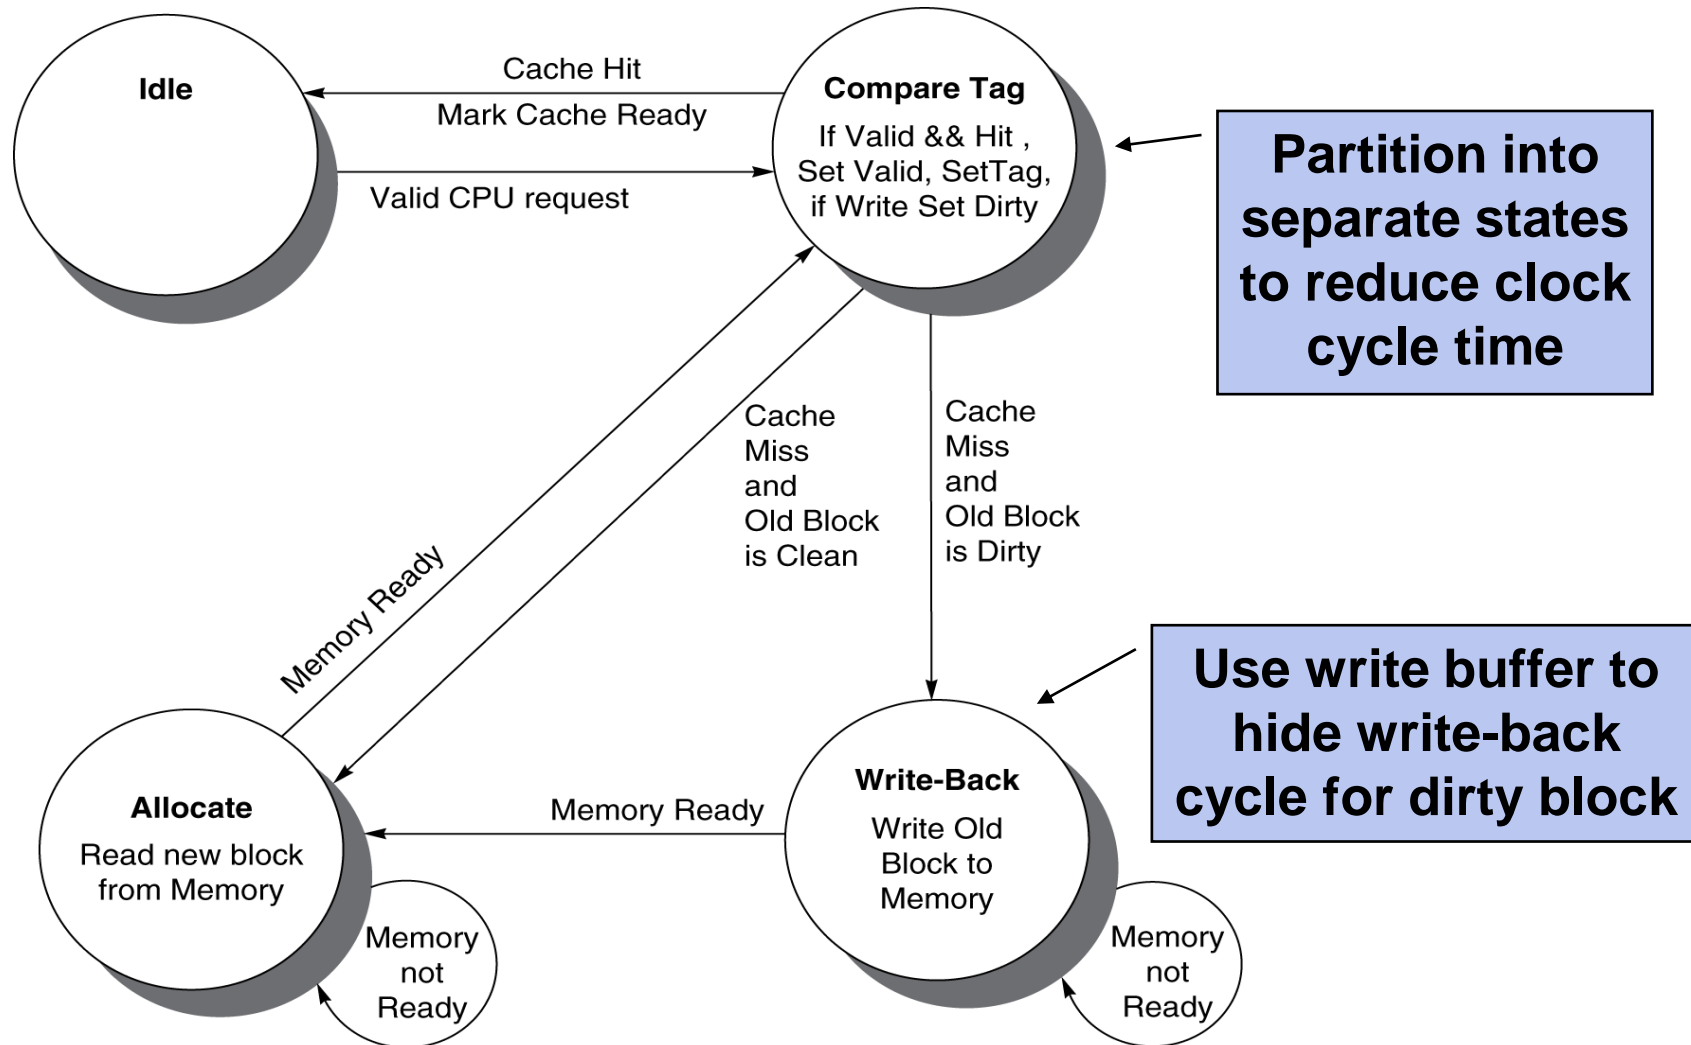 Idle
Cache Hit
Mark Cache Ready
Valid CPU request
Compare Tag
If Valid && Hit ,
Set Valid, SetTag,
if Write Set Dirty
Partition into
separate states
to reduce clock
cycle time
Cache
Miss
and
Old Block
is Clean
Cache
Miss
and
Old Block
is Dirty
Memory Ready
Use write buffer to
hide write-back
cycle for dirty block
Allocate
Read new block
from Memory
Memory Ready
Write-Back
Write Old
Block to
Memory
Memory
not
Ready
Memory
not
Ready